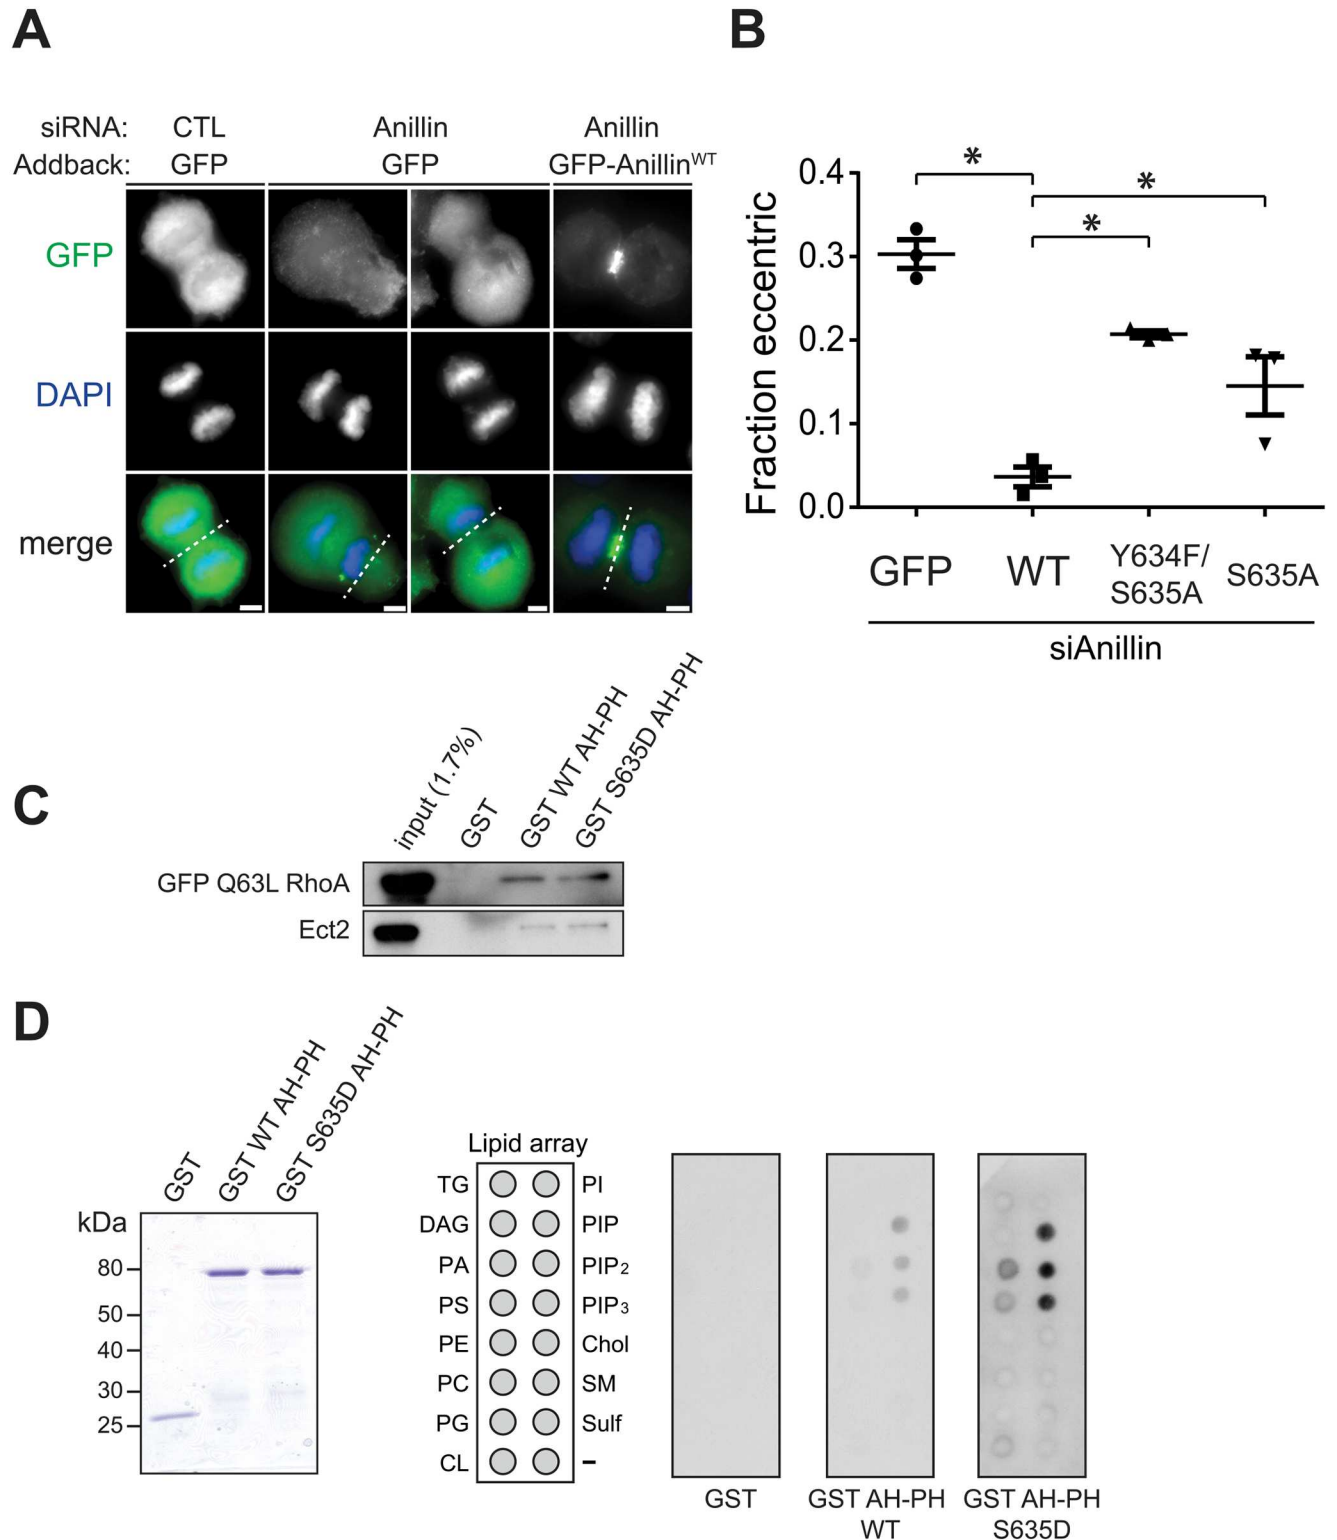 A
siRNA: CTL Anillin Anillin
Addback: GFP GFP GFP-Anillinᵂᵀ
GFP
DAPI
merge
B
Fraction eccentric
0.4
0.3
0.2
0.1
0.0
* * *
GFP WT Y634F/ S635A
S635A
siAnillin
C
input (1.7%) GST GST WT AH-PH GST S635D AH-PH
GFP Q63L RhoA
Ect2
D
GST GST WT AH-PH GST S635D AH-PH
kDa
80
50
40
30
25
Lipid array
TG PI
DAG PIP
PA PIP₂
PS PIP₃
PE Chol
PC SM
PG Sulf
CL –
GST GST AH-PH GST AH-PH
WT S635D